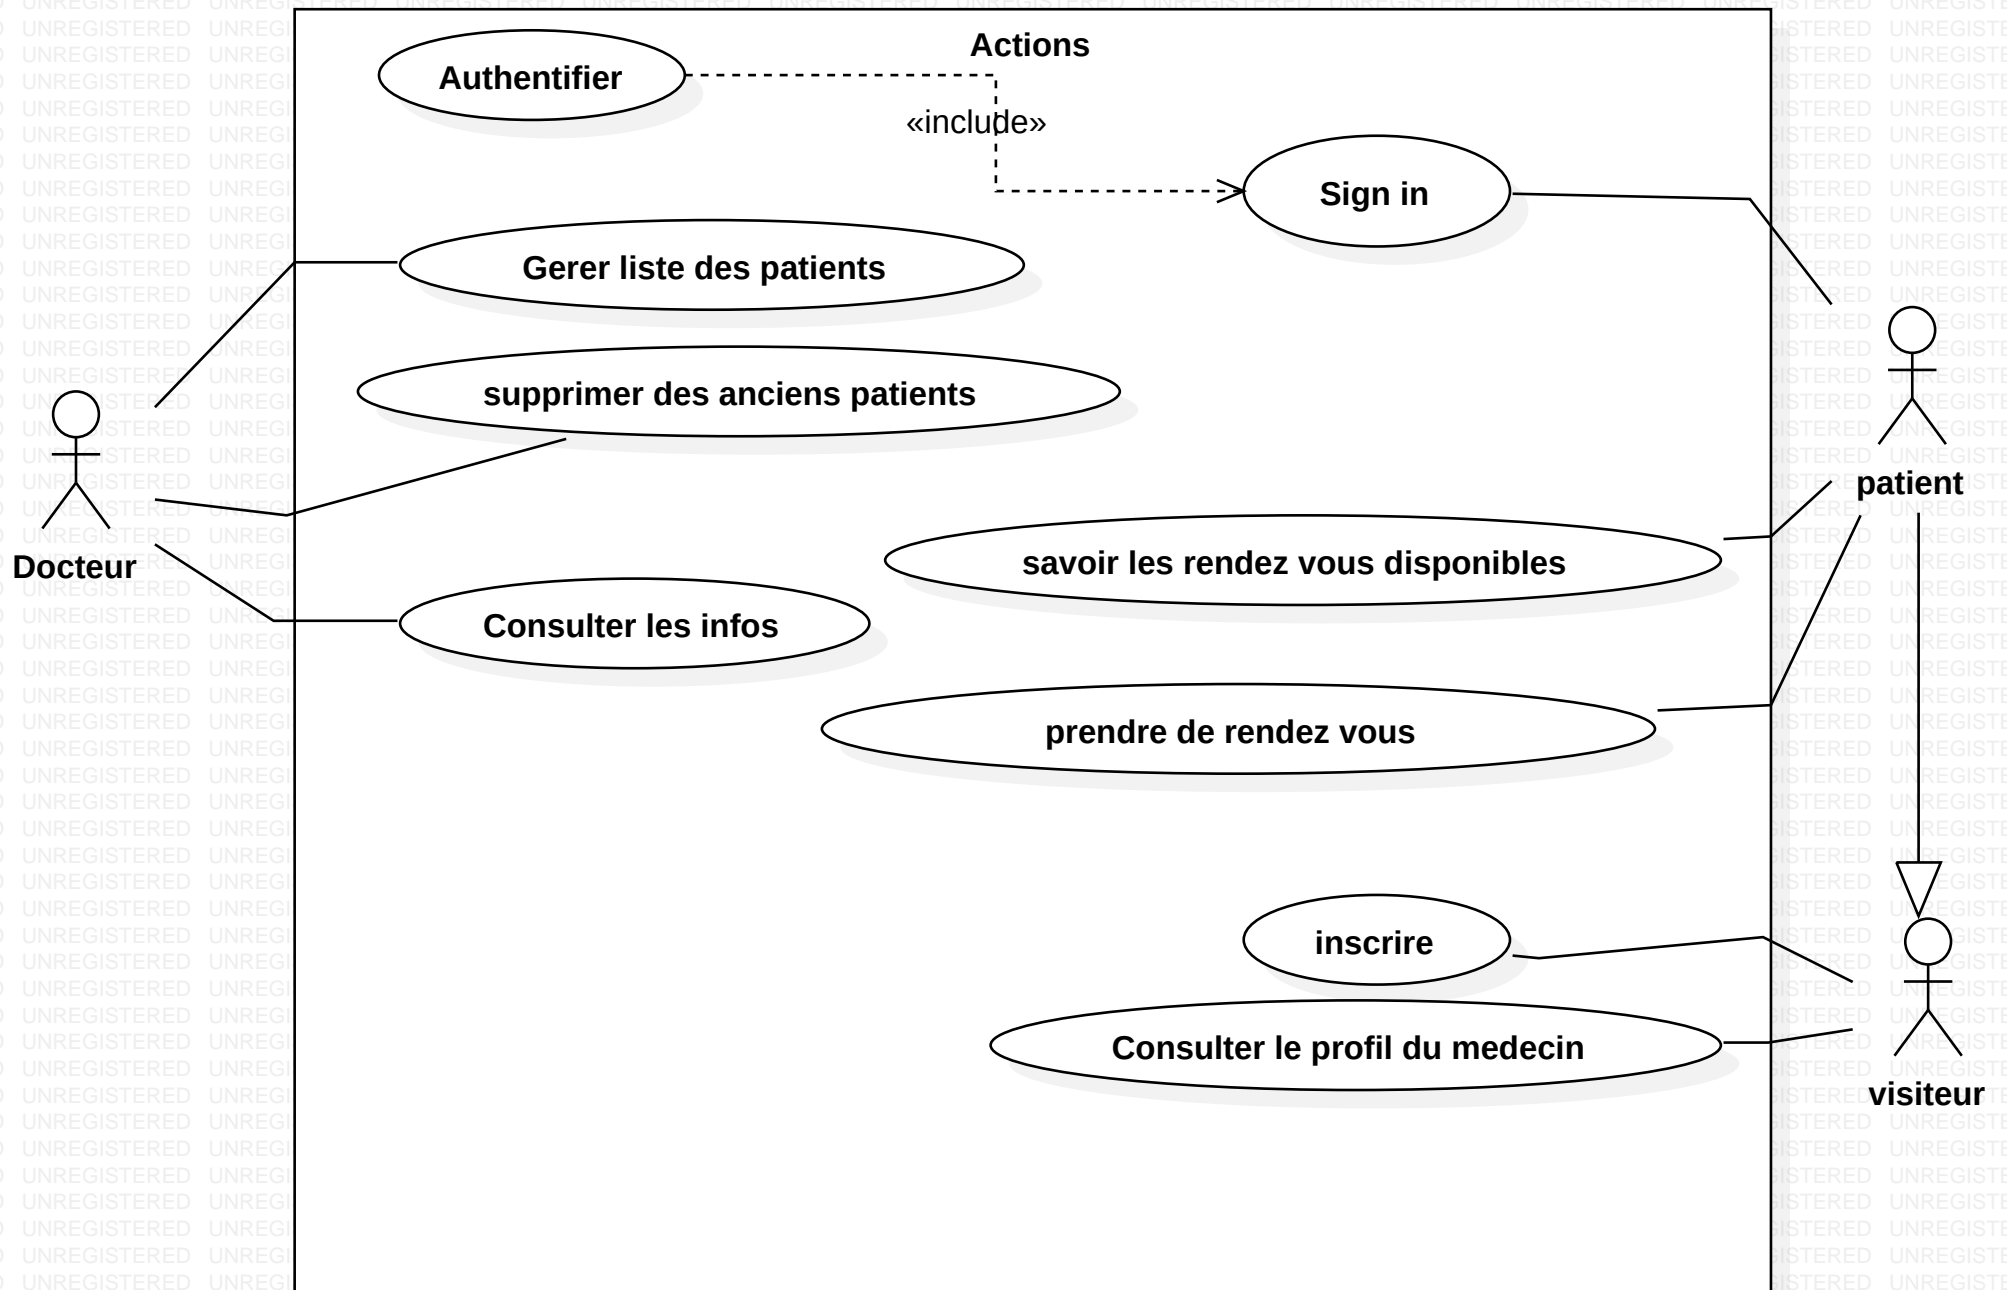 Actions
Authentifier
«include»
Sign in
Gerer liste des patients
supprimer des anciens patients
patient
Docteur
savoir les rendez vous disponibles
Consulter les infos
prendre de rendez vous
inscrire
Consulter le profil du medecin
visiteur
UNREGISTERED